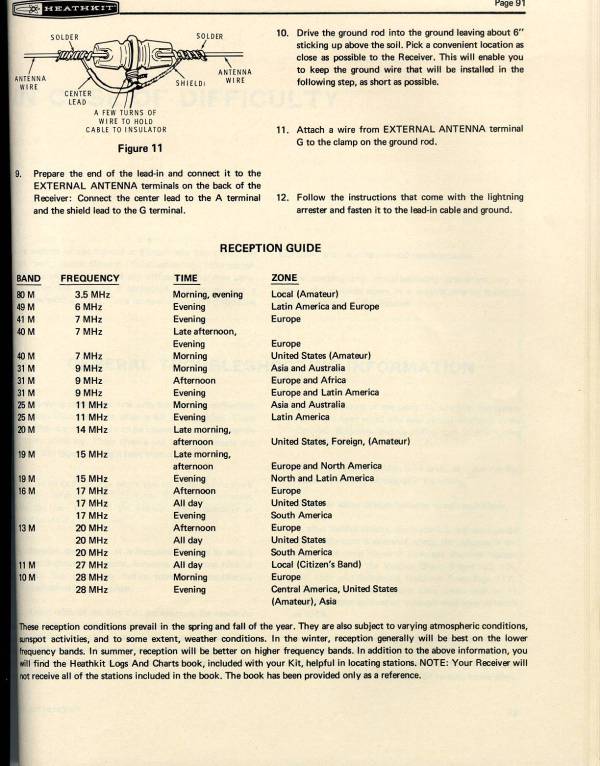 HEATHKIT
Page 91
SOLDER
SOLDER
ANTENNA
WIRE
CENTER
LEAD
SHIELD
ANTENNA
WIRE
A FEW TURNS OF
WIRE TO HOLD
CABLE TO INSULATOR
Figure 11
9. Prepare the end of the lead-in and connect it to the
EXTERNAL ANTENNA terminals on the back of the
Receiver: Connect the center lead to the A terminal
and the shield lead to the G terminal.
10. Drive the ground rod into the ground leaving about 6"
sticking up above the soil. Pick a convenient location as
close as possible to the Receiver. This will enable you
to keep the ground wire that will be installed in the
following step, as short as possible.
11. Attach a wire from EXTERNAL ANTENNA terminal
G to the clamp on the ground rod.
12. Follow the instructions that come with the lightning
arrester and fasten it to the lead-in cable and ground.
RECEPTION GUIDE
BAND FREQUENCY TIME ZONE
80 M 3.5 MHz Morning, evening Local (Amateur)
49 M 6 MHz Evening Latin America and Europe
41 M 7 MHz Evening Europe
40 M 7 MHz Late afternoon,
Evening Europe
40 M 7 MHz Morning United States (Amateur)
31 M 9 MHz Morning Asia and Australia
31 M 9 MHz Afternoon Europe and Africa
31 M 9 MHz Evening Europe and Latin America
25 M 11 MHz Morning Asia and Australia
25 M 11 MHz Evening Latin America
20 M 14 MHz Late morning,
afternoon United States, Foreign, (Amateur)
19 M 15 MHz Late morning,
afternoon Europe and North America
19 M 15 MHz Evening North and Latin America
16 M 17 MHz Afternoon Europe
17 MHz All day United States
17 MHz Evening South America
13 M 20 MHz Afternoon Europe
20 MHz All day United States
20 MHz Evening South America
11 M 27 MHz All day Local (Citizen's Band)
10 M 28 MHz Morning Europe
28 MHz Evening Central America, United States
(Amateur), Asia
These reception conditions prevail in the spring and fall of the year. They are also subject to varying atmospheric conditions,
sunspot activities, and to some extent, weather conditions. In the winter, reception generally will be best on the lower
frequency bands. In summer, reception will be better on higher frequency bands. In addition to the above information, you
will find the Heathkit Logs And Charts book, included with your Kit, helpful in locating stations. NOTE: Your Receiver will
not receive all of the stations included in the book. The book has been provided only as a reference.